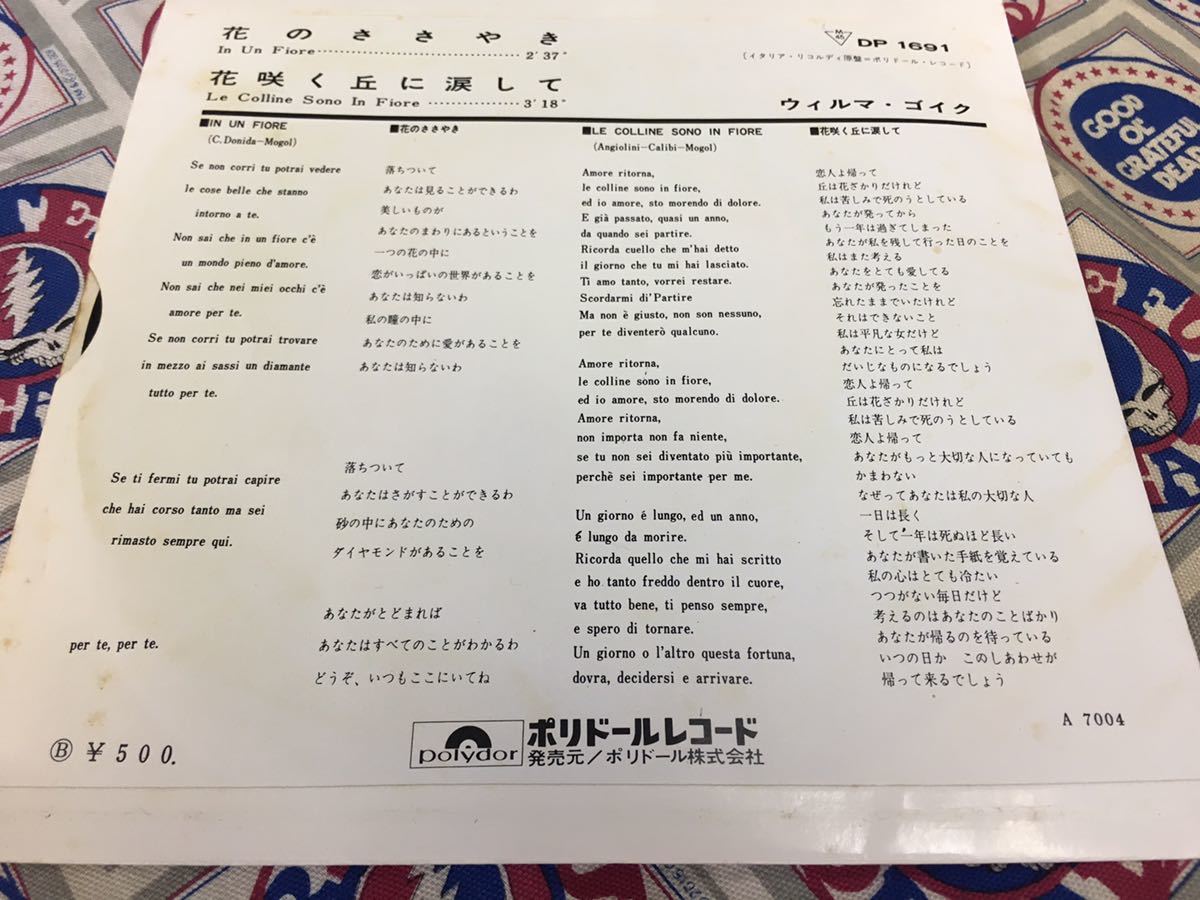 花のささやき
In Un Fiore 2'37"
花咲く丘に涙して
Le Colline Sono In Fiore 3'18"
M 45
DP 1691
(イタリア・リコルディ原盤=ポリドール・レコード)
ウィルマ・ゴイク
■IN UN FIORE
(C. Donida-Mogol)
Se non corri tu potrai vedere
le cose belle che stanno
intorno a te.
Non sai che in un fiore c'è
un mondo pieno d'amore.
Non sai che nei miei occhi c'è
amore per te.
Se non corri tu potrai trovare
in mezzo ai sassi un diamante
tutto per te.
Se ti fermi tu potrai capire
che hai corso tanto ma sei
rimasto sempre qui.
per te, per te.
■花のささやき
落ちついて
あなたは見ることができるわ
美しいものが
あなたのまわりにあるということを
一つの花の中に
恋がいっぱいの世界があることを
あなたは知らないわ
私の瞳の中に
あなたのために愛があることを
あなたは知らないわ
落ちついて
あなたはさがすことができるわ
砂の中にあなたのための
ダイヤモンドがあることを
あなたがとどまれば
あなたはすべてのことがわかるわ
どうぞ、いつもここにいてね
■LE COLLINE SONO IN FIORE
(Angiolini-Calibi-Mogol)
Amore ritorna,
le colline sono in fiore,
ed io amore, sto morendo di dolore.
E già passato, quasi un anno,
da quando sei partire.
Ricorda cuello che m'hai detto
il giorno che tu mi hai lasciato.
Ti amo tanto, vorrei restare.
Scordarmi di'Partire
Ma non è giusto, non son nessuno,
per te diventerò qualcuno.
Amore ritorna,
le colline sono in fiore,
ed io amore, sto morendo di dolore.
Amore ritorna,
non importa non fa niente,
se tu non sei diventato più importante,
perchè sei importante per me.
Un giorno é lungo, ed un anno,
é lungo da morire.
Ricorda quello che mi hai scritto
e ho tanto freddo dentro il cuore,
va tutto bene, ti penso sempre,
e spero di tornare.
Un giorno o l'altro questa fortuna,
dovra, decidersi e arrivare.
■花咲く丘に涙して
恋人よ帰って
丘は花ざかりだけれど
私は苦しみで死のうとしている
あなたが発ってから
もう一年は過ぎてしまった
あなたが私を残して行った日のことを
私はまた考える
あなたをとても愛してる
あなたが発ったことを
忘れたままでいたけれど
それはできないこと
私は平凡な女だけど
あなたにとって私は
だいじなものになるでしょう
恋人よ帰って
丘は花ざかりだけれど
私は苦しみで死のうとしている
恋人よ帰って
あなたがもっと大切な人になっていても
かまわない
なぜってあなたは私の大切な人
一日は長く
そして一年は死ぬほど長い
あなたが書いた手紙を覚えている
私の心はとても冷たい
つつがない毎日だけど
考えるのはあなたのことばかり
あなたが帰るのを待っている
いつの日か このしあわせが
帰って来るでしょう
A 7004
Ⓑ ¥500.
polydor
ポリドールレコード
発売元/ポリドール株式会社
GOOD
OL'
GRATEFUL
DEAD